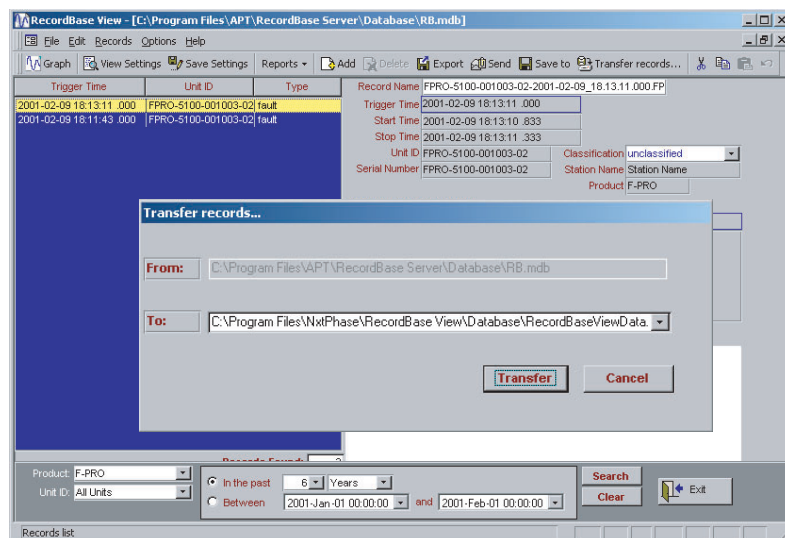 RecordBase View - [C:\Program Files\APT\RecordBase Server\Database\RB.mdb]
File Edit Records Options Help
Graph View Settings Save Settings Reports Add Delete Export Send Save to Transfer records...
Trigger Time Unit ID Type
2001-02-09 18:13:11 .000 FPRO-5100-001003-02 fault
2001-02-09 18:11:43 .000 FPRO-5100-001003-02 fault
Record Name FPRO-5100-001003-02-2001-02-09_18.13.11.000.FP
Trigger Time 2001-02-09 18:13:11 .000
Start Time 2001-02-09 18:13:10 .833
Stop Time 2001-02-09 18:13:11 .333
Unit ID FPRO-5100-001003-02 Classification unclassified
Serial Number FPRO-5100-001003-02 Station Name Station Name
Product F-PRO
Transfer records...
From: C:\Program Files\APT\RecordBase Server\Database\RB.mdb
To: C:\Program Files\NxtPhase\RecordBase View\Database\RecordBaseViewData.
Transfer Cancel
Records Found: 2
Product: F-PRO In the past 6 Years Search
Unit ID: All Units Between 2001-Jan-01 00:00:00 and 2001-Feb-01 00:00:00 Clear Exit
Records list